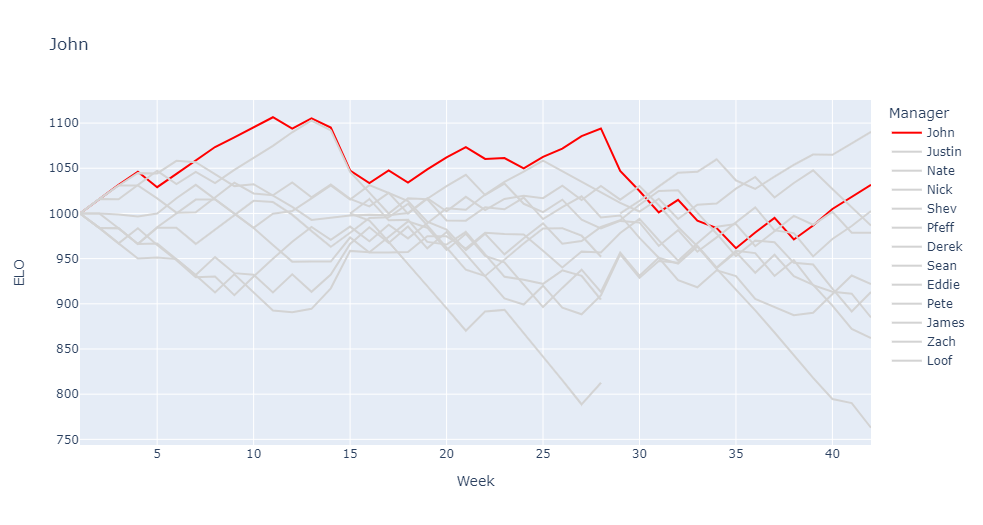 John
ELO
1100
1050
1000
950
900
850
800
750
5 10 15 20 25 30 35 40
Week
Manager
John
Justin
Nate
Nick
Shev
Pfeff
Derek
Sean
Eddie
Pete
James
Zach
Loof